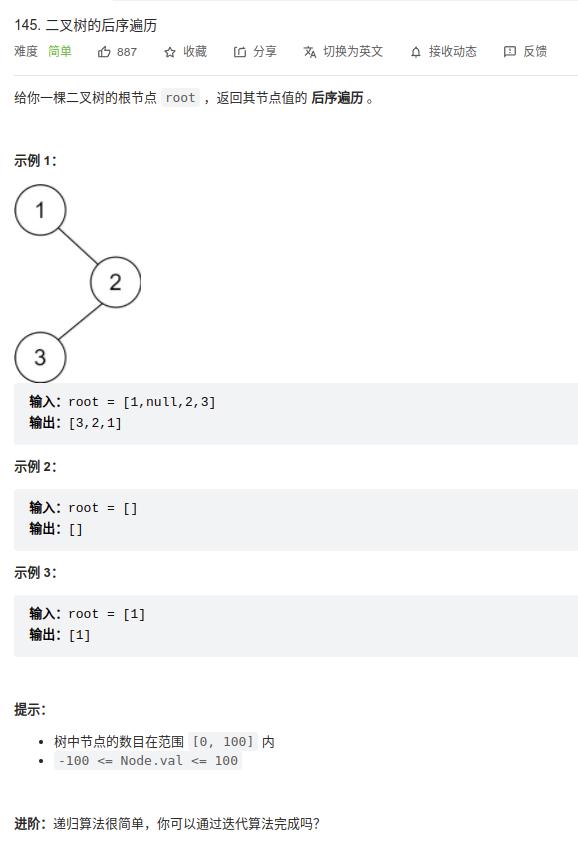 145. 二叉树的后序遍历
难度 简单 887 收藏 分享 切换为英文 接收动态 反馈
给你一棵二叉树的根节点 root ，返回其节点值的 后序遍历 。
示例 1：
1
2
3
输入：root = [1,null,2,3]
输出：[3,2,1]
示例 2：
输入：root = []
输出：[]
示例 3：
输入：root = [1]
输出：[1]
提示：
• 树中节点的数目在范围 [0, 100] 内
• -100 <= Node.val <= 100
进阶：递归算法很简单，你可以通过迭代算法完成吗？